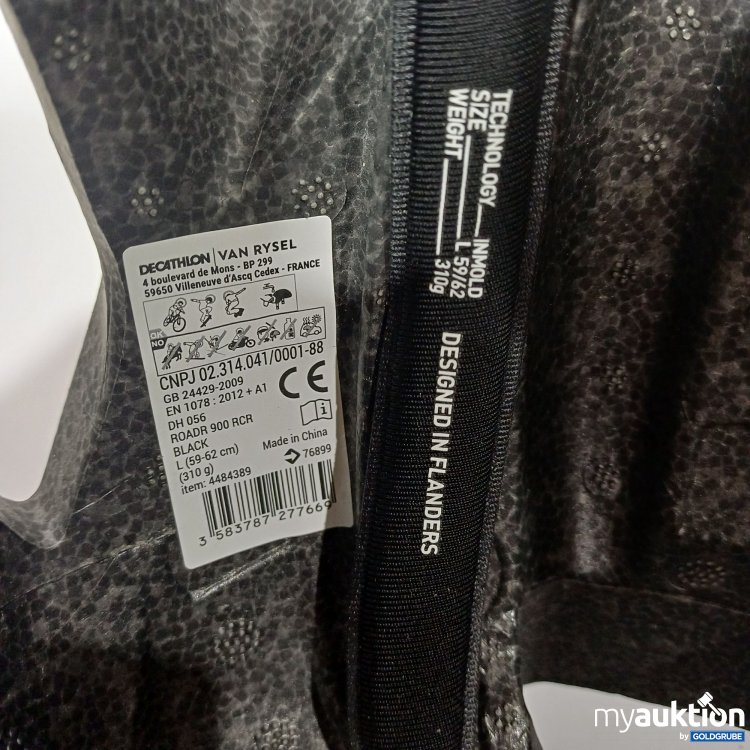 DECATHLON | VAN RYSEL
4 boulevard de Mons - BP 299
59650 Villeneuve d'Ascq Cedex - FRANCE
OK
NO
CNPJ 02.314.041/0001-88
GB 24429-2009
EN 1078 : 2012 + A1
DH 056
ROADR 900 RCR
BLACK
L (59-62 cm)
(310 g)
item: 4484389
CE
i
Made in China
76899
3 583787 277669
TECHNOLOGY INMOLD
SIZE L 59/62
WEIGHT 310g
DESIGNED IN FLANDERS
myauktion
by GOLDGRUBE